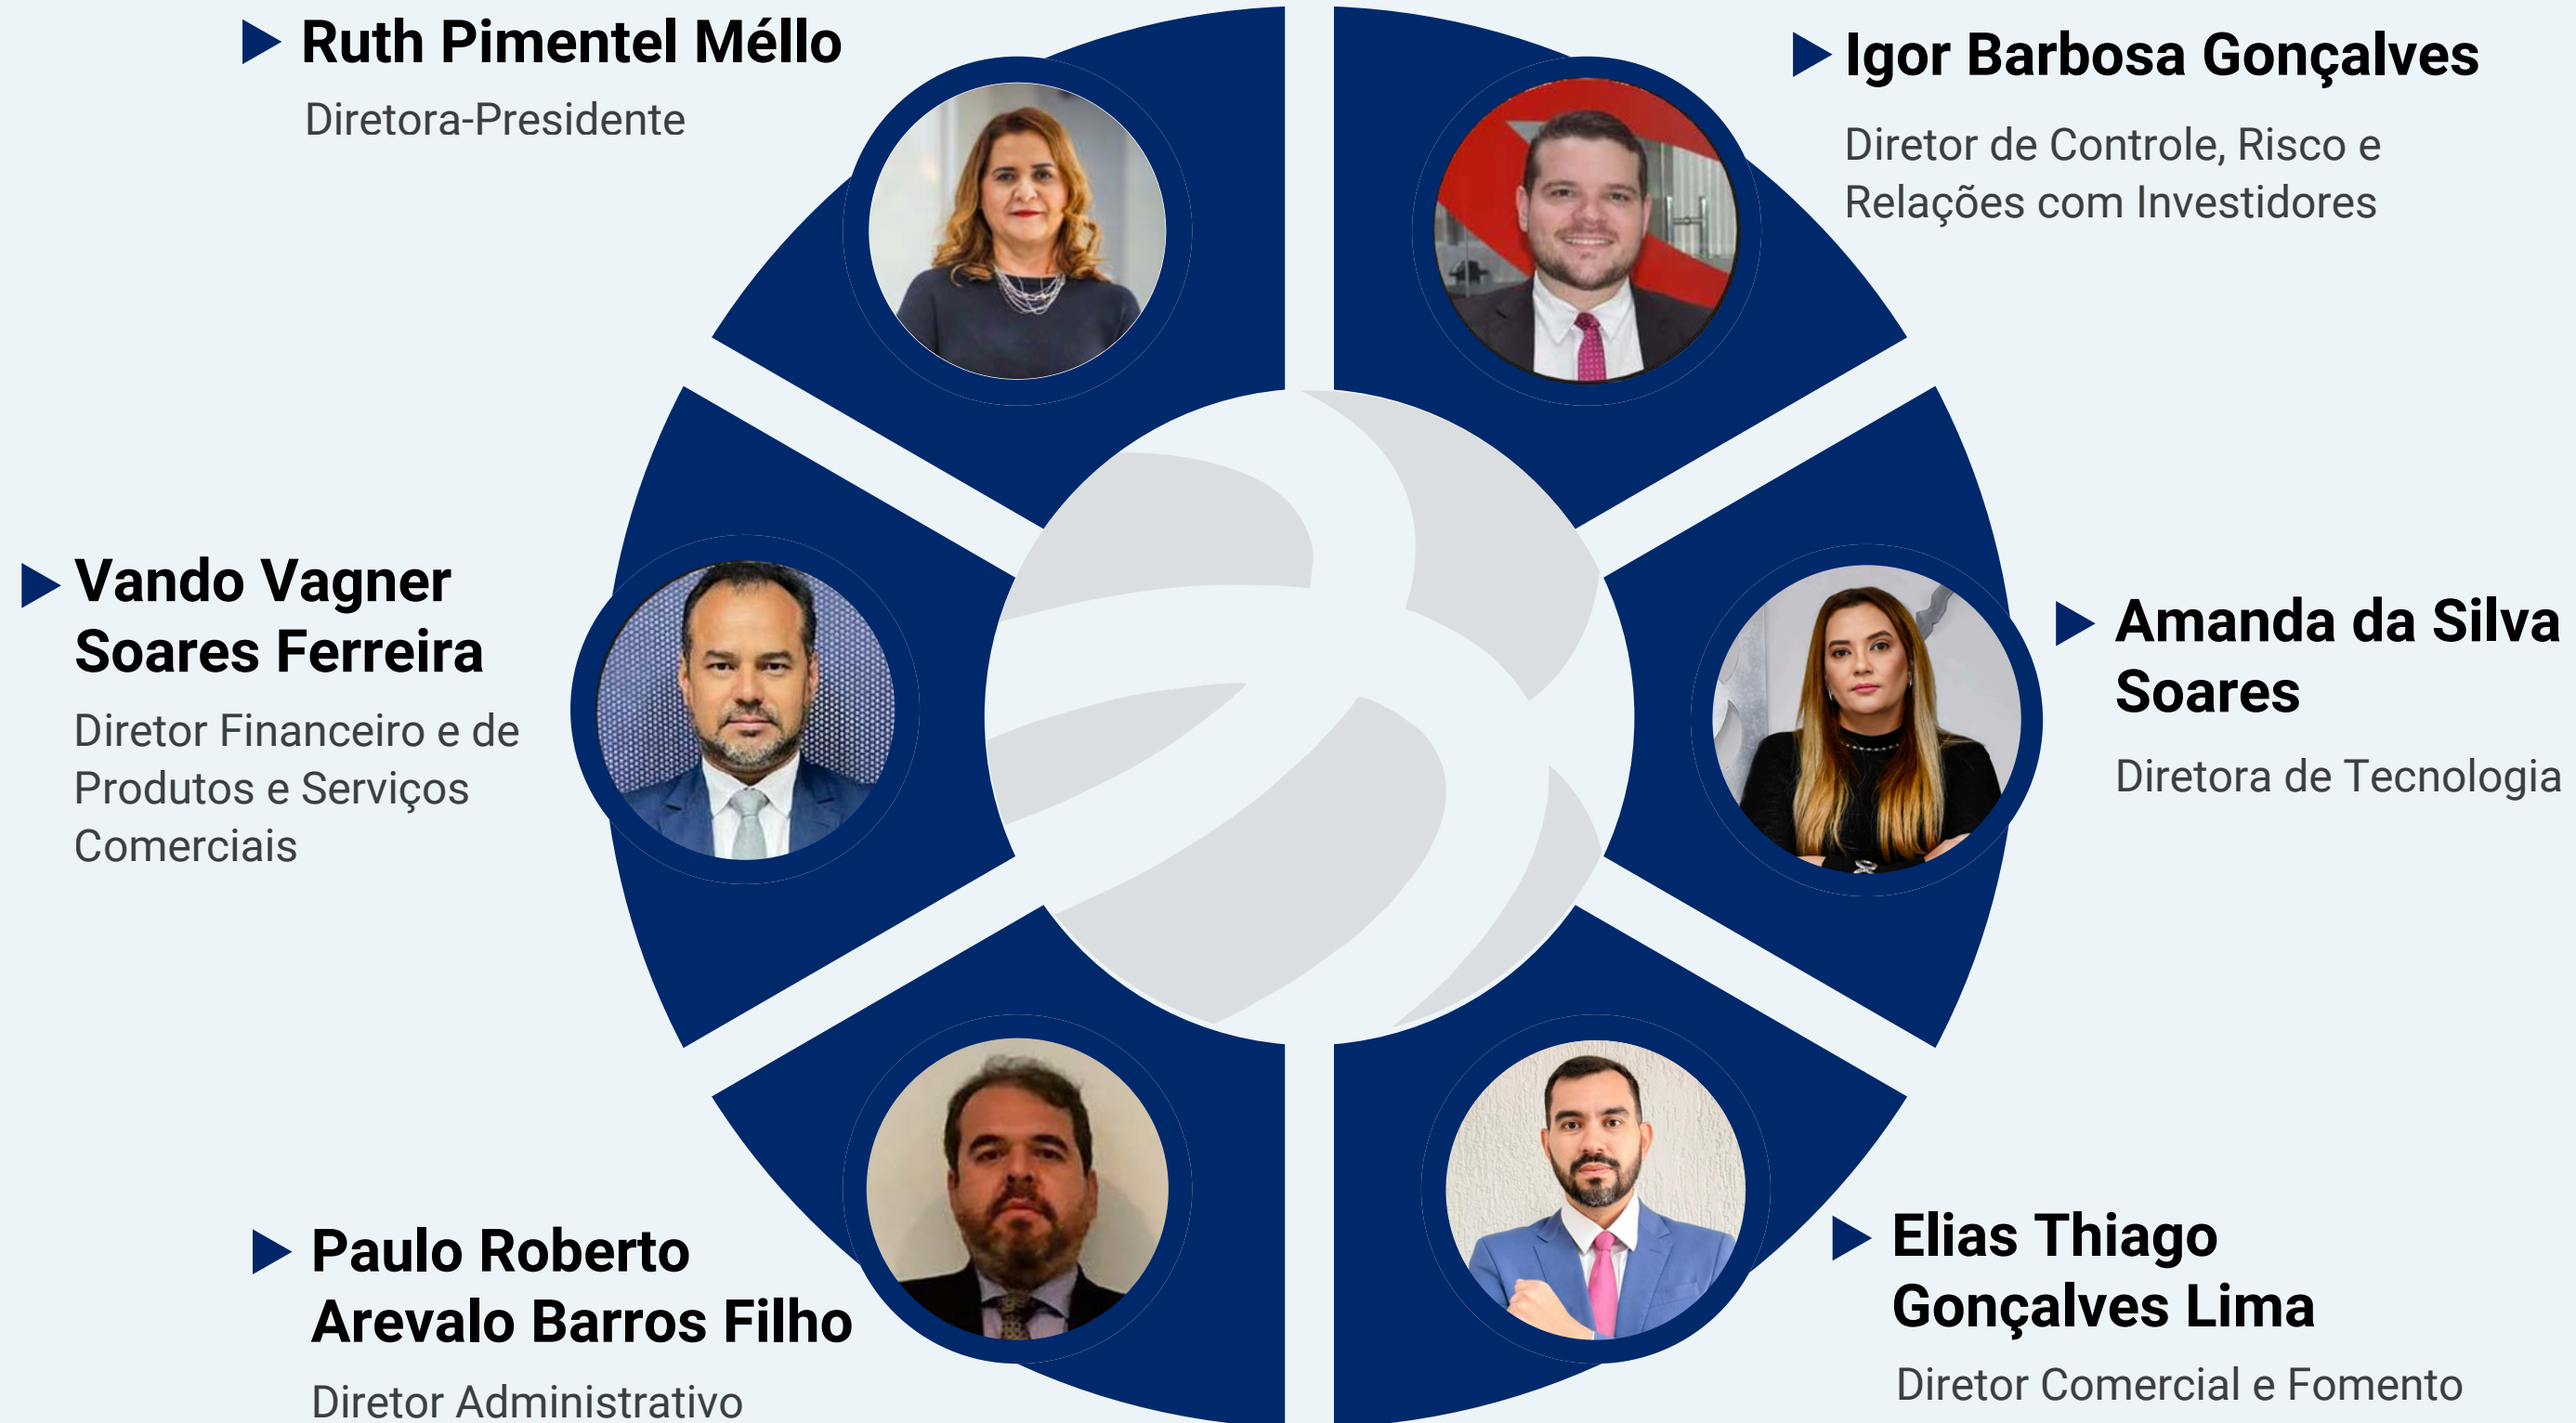 Ruth Pimentel Méllo
Diretora-Presidente
Igor Barbosa Gonçalves
Diretor de Controle, Risco e
Relações com Investidores
Vando Vagner
Soares Ferreira
Diretor Financeiro e de
Produtos e Serviços
Comerciais
Amanda da Silva
Soares
Diretora de Tecnologia
Paulo Roberto
Arevalo Barros Filho
Diretor Administrativo
Elias Thiago
Gonçalves Lima
Diretor Comercial e Fomento